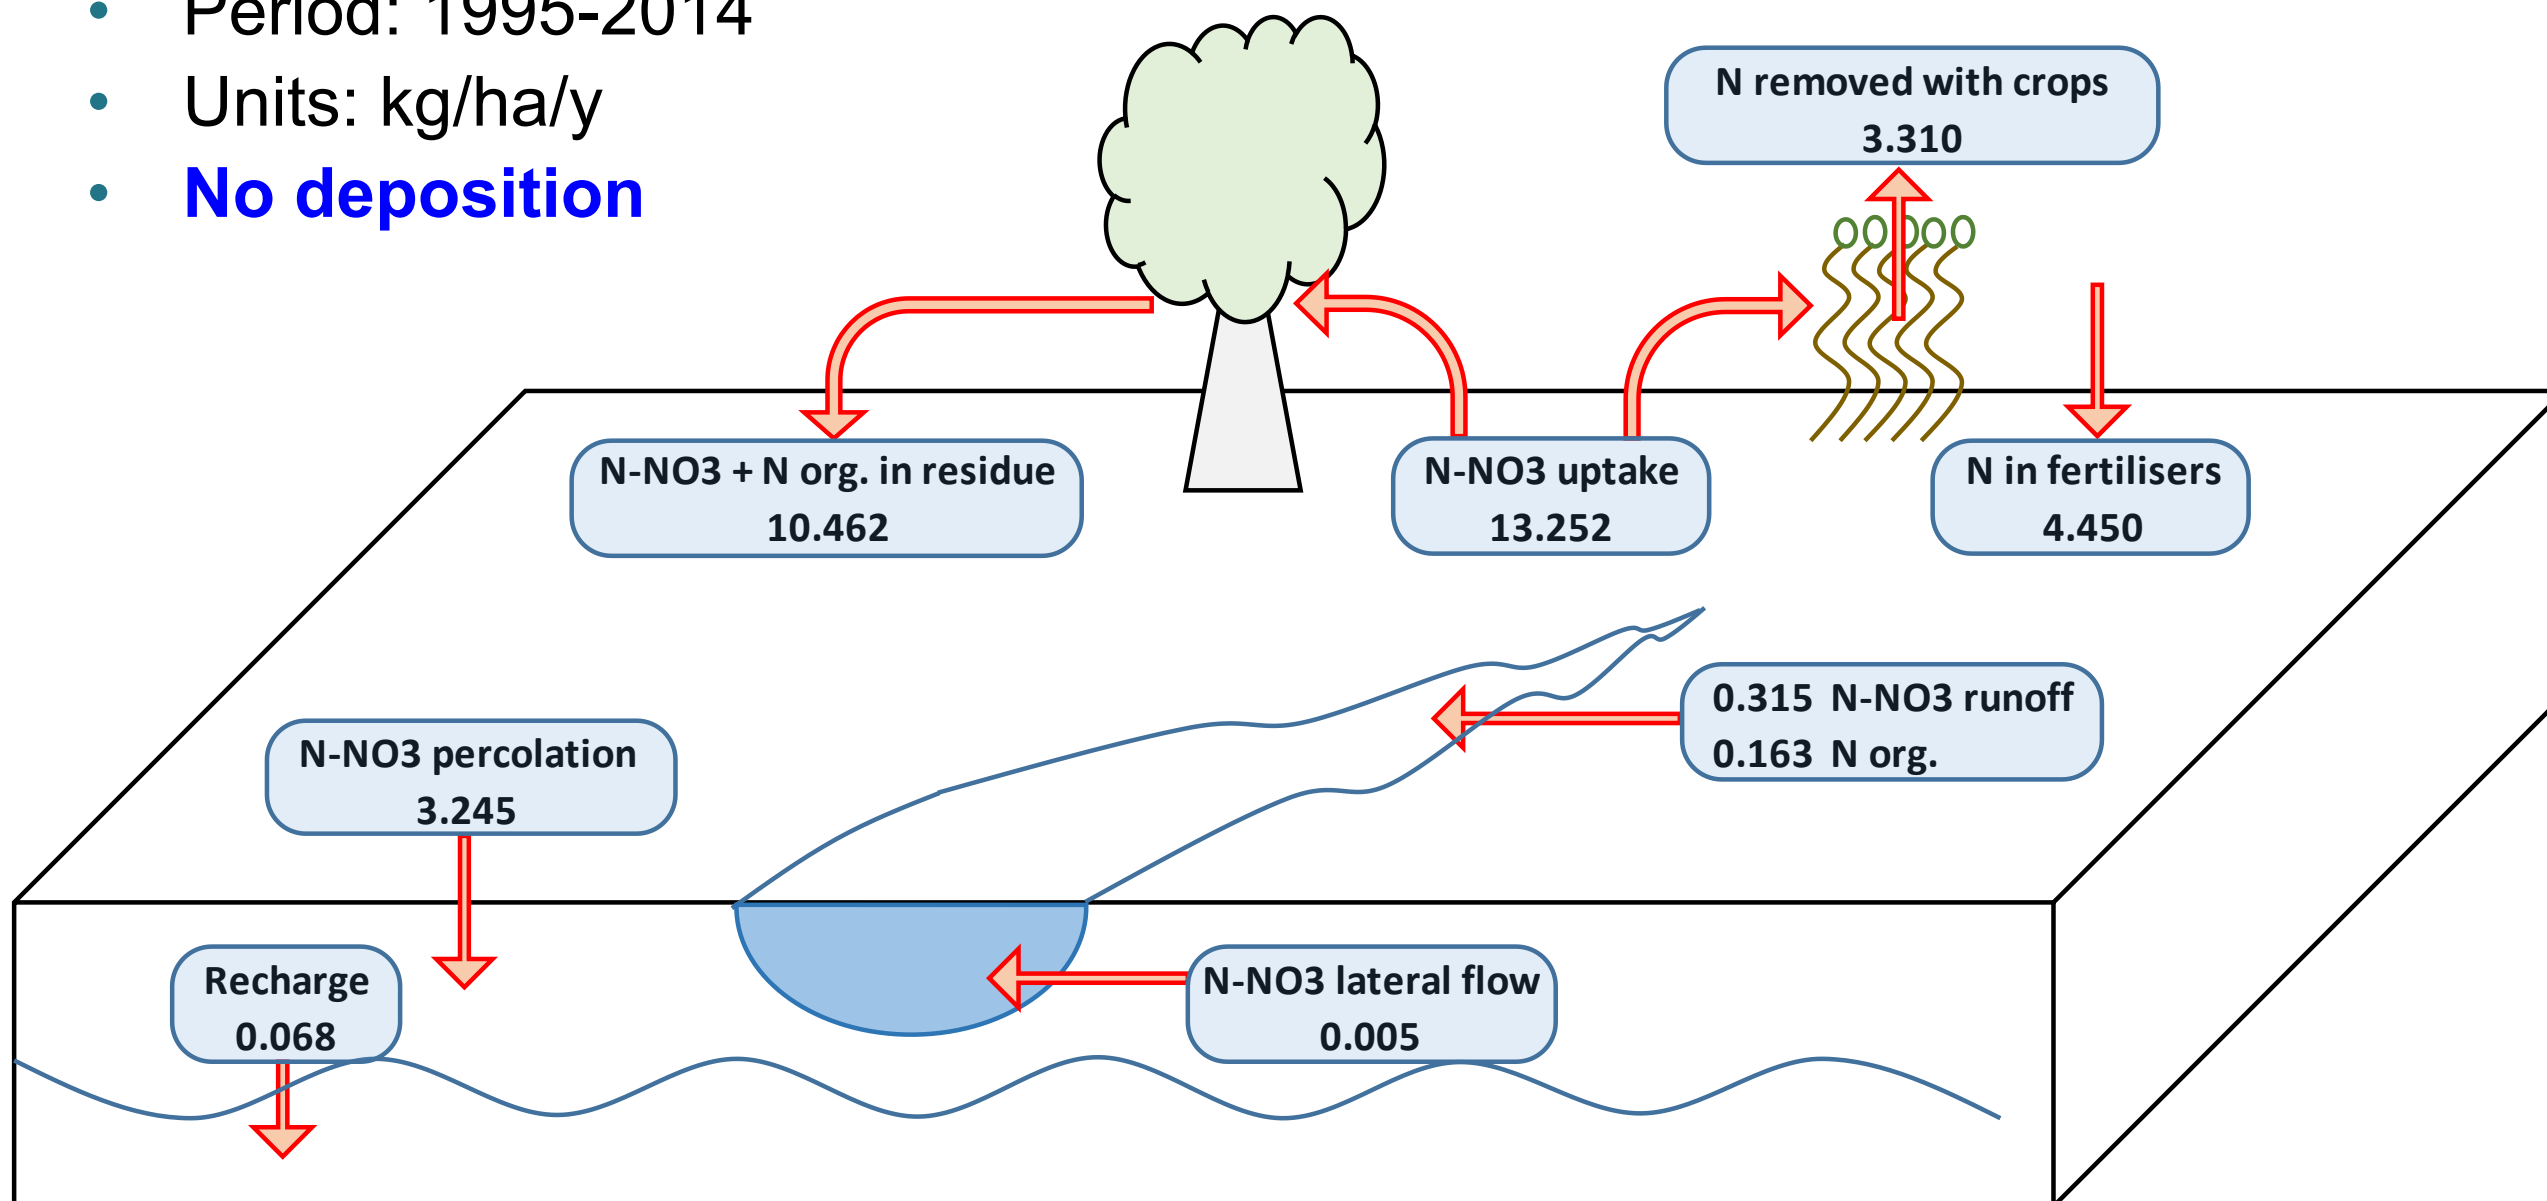 Period: 1995-2014
Units: kg/ha/y
No deposition
N removed with crops
3.310
N-NO3 + N org. in residue
10.462
N-NO3 uptake
13.252
N in fertilisers
4.450
0.315 N-NO3 runoff
0.163 N org.
N-NO3 percolation
3.245
Recharge
0.068
N-NO3 lateral flow
0.005